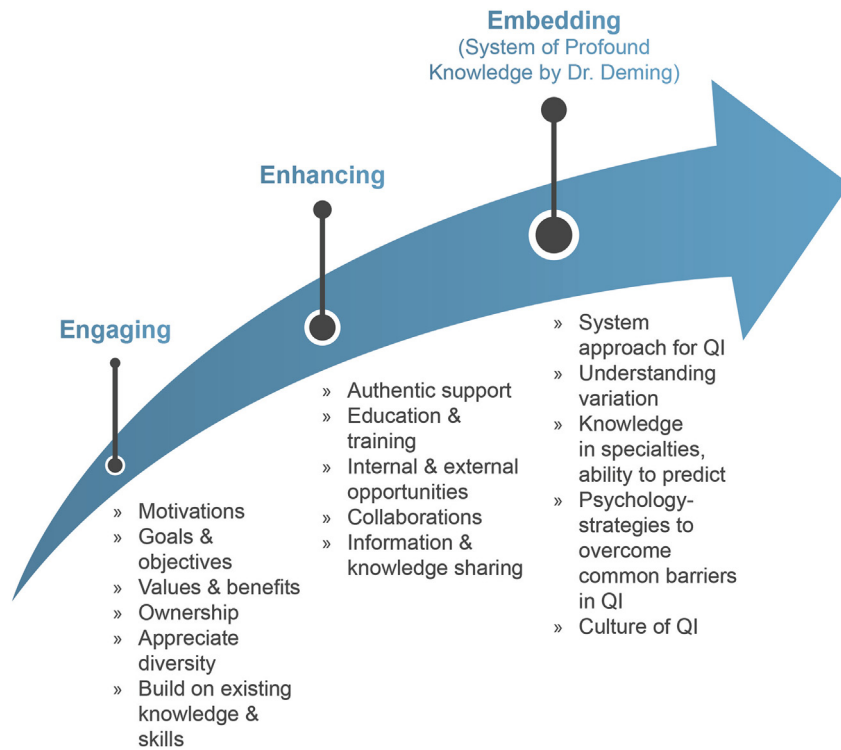 Embedding
(System of Profound
Knowledge by Dr. Deming)
Enhancing
Engaging
» Motivations
» Goals &
objectives
» Values & benefits
» Ownership
» Appreciate
diversity
» Build on existing
knowledge &
skills
» Authentic support
» Education &
training
» Internal & external
opportunities
» Collaborations
» Information &
knowledge sharing
» System
approach for QI
» Understanding
variation
» Knowledge
in specialties,
ability to predict
» Psychology-
strategies to
overcome
common barriers
in QI
» Culture of QI